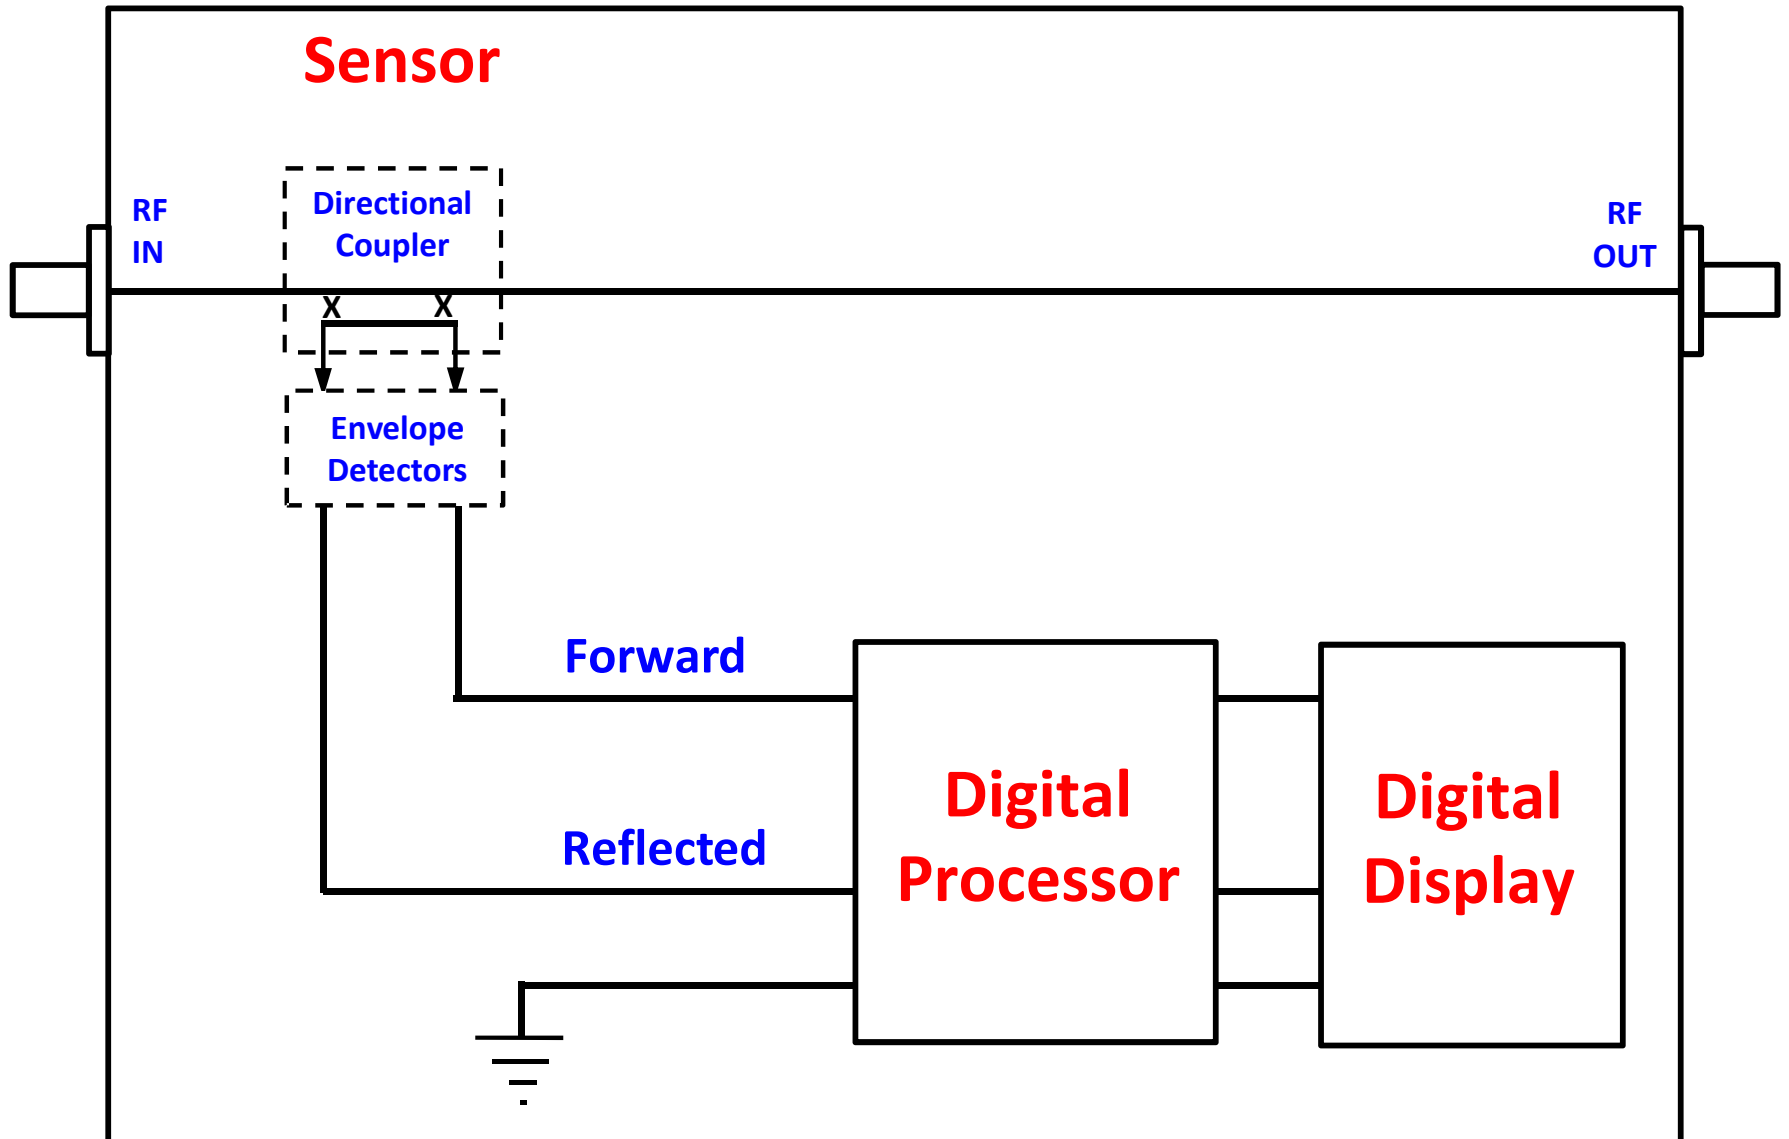 Sensor
RF
IN
Directional
Coupler
RF
OUT
X X
Envelope
Detectors
Forward
Reflected
Digital
Processor
Digital
Display